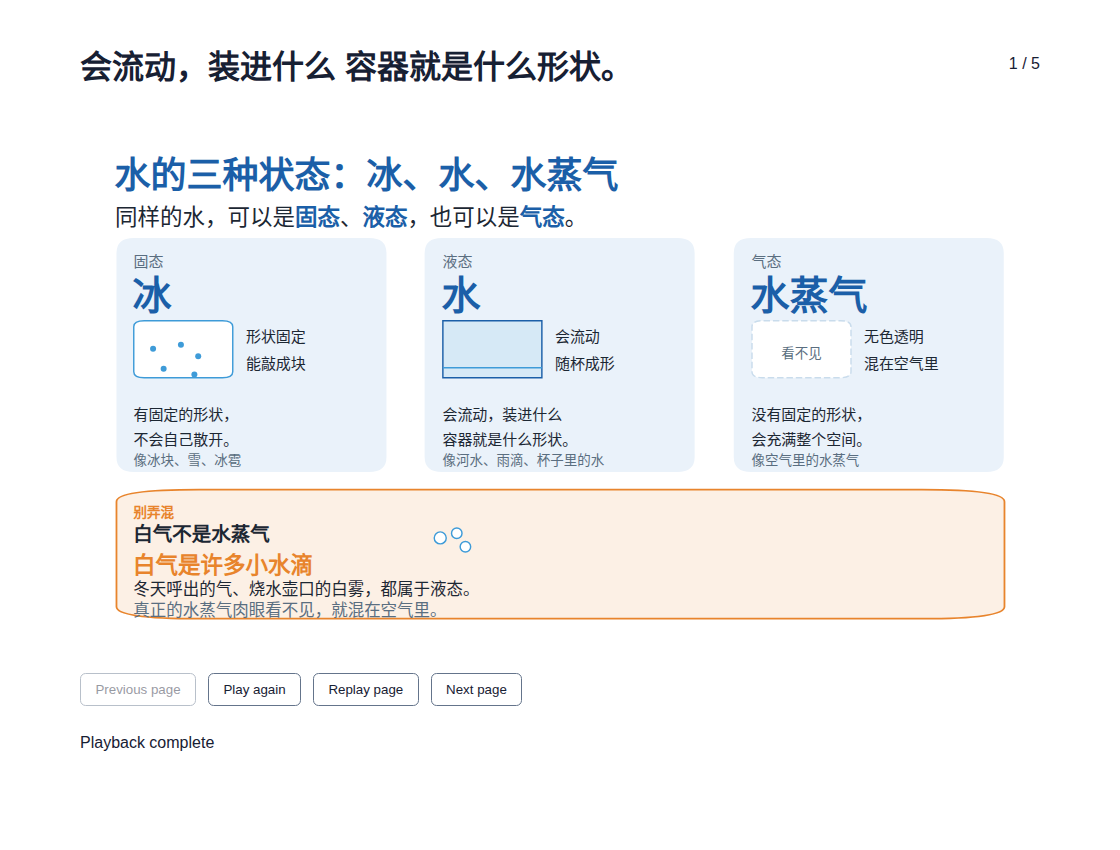 会流动，装进什么 容器就是什么形状。
1 / 5
水的三种状态：冰、水、水蒸气
同样的水，可以是固态、液态，也可以是气态。
固态
冰
形状固定
能敲成块
有固定的形状，
不会自己散开。
像冰块、雪、冰雹
液态
水
会流动
随杯成形
会流动，装进什么
容器就是什么形状。
像河水、雨滴、杯子里的水
气态
水蒸气
看不见
无色透明
混在空气里
没有固定的形状，
会充满整个空间。
像空气里的水蒸气
别弄混
白气不是水蒸气
白气是许多小水滴
冬天呼出的气、烧水壶口的白雾，都属于液态。
真正的水蒸气肉眼看不见，就混在空气里。
Previous page
Play again
Replay page
Next page
Playback complete